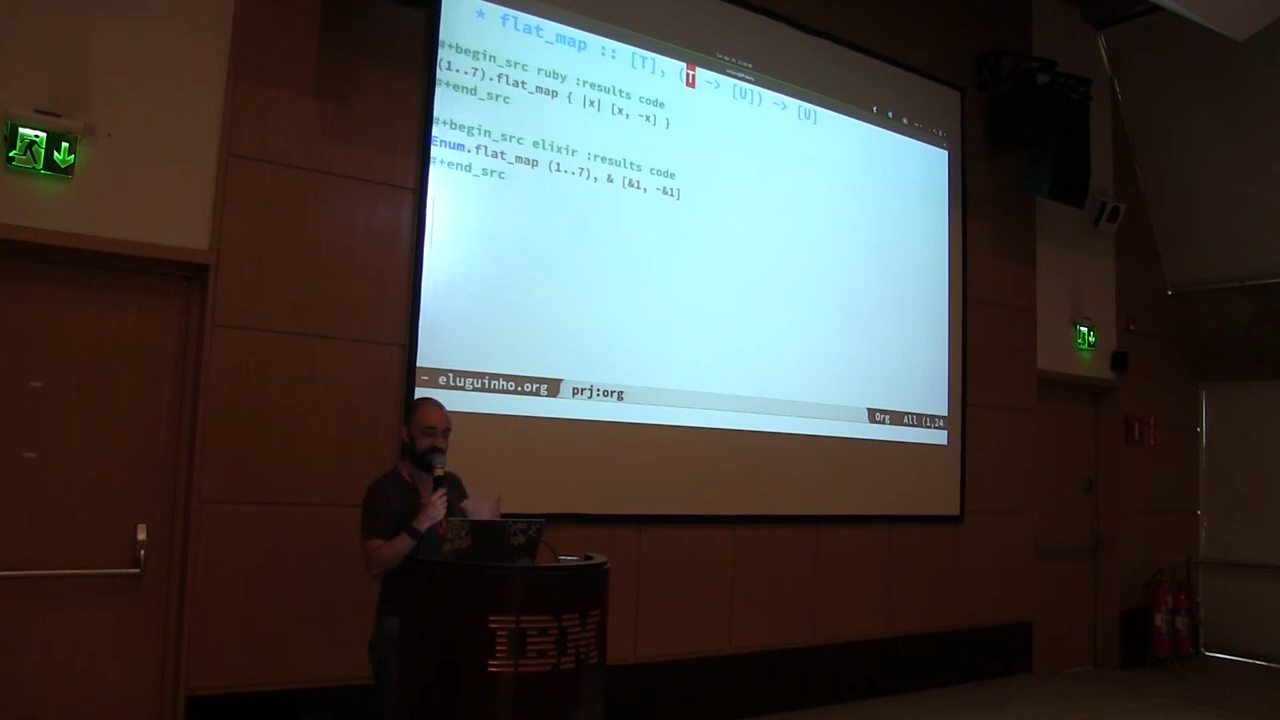 * flat_map :: [T], (T -> [U]) -> [U]
#+begin_src ruby :results code
(1..7).flat_map { |x| [x, -x] }
#+end_src
#+begin_src elixir :results code
Enum.flat_map (1..7), & [&1, -&1]
#+end_src
- eluguinho.org prj:org Org All (1,24
IBM